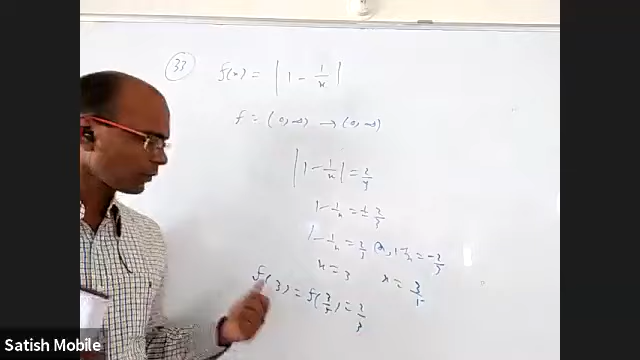 33
f(x) = | 1 - 1/x |
f = (0, ∞) → (0, ∞)
| 1 - 1/x | = 2/3
1 - 1/x = ± 2/3
1 - 1/x = 2/3 or, 1 - 1/x = -2/3
x = 3 x = 3/5
f(3) = f(3/5) = 2/3
Satish Mobile